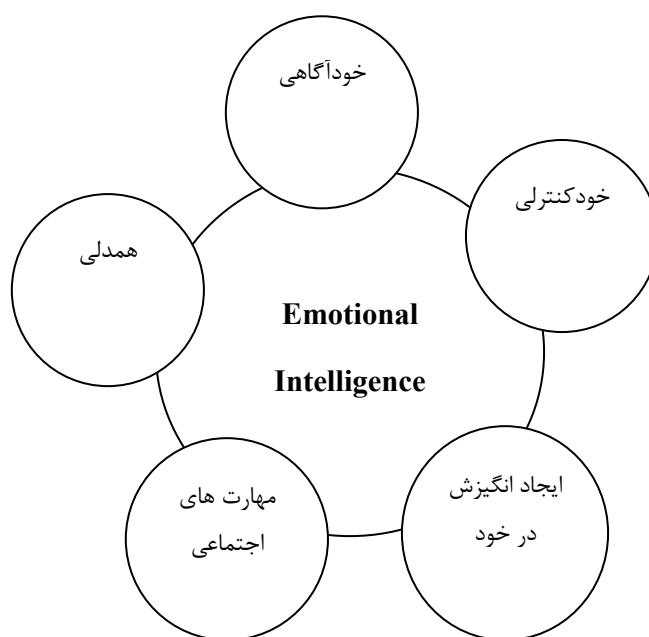 خودآگاهی
خودکنترلی
همدلی
Emotional
Intelligence
ایجاد انگیزش
در خود
مهارت های
اجتماعی